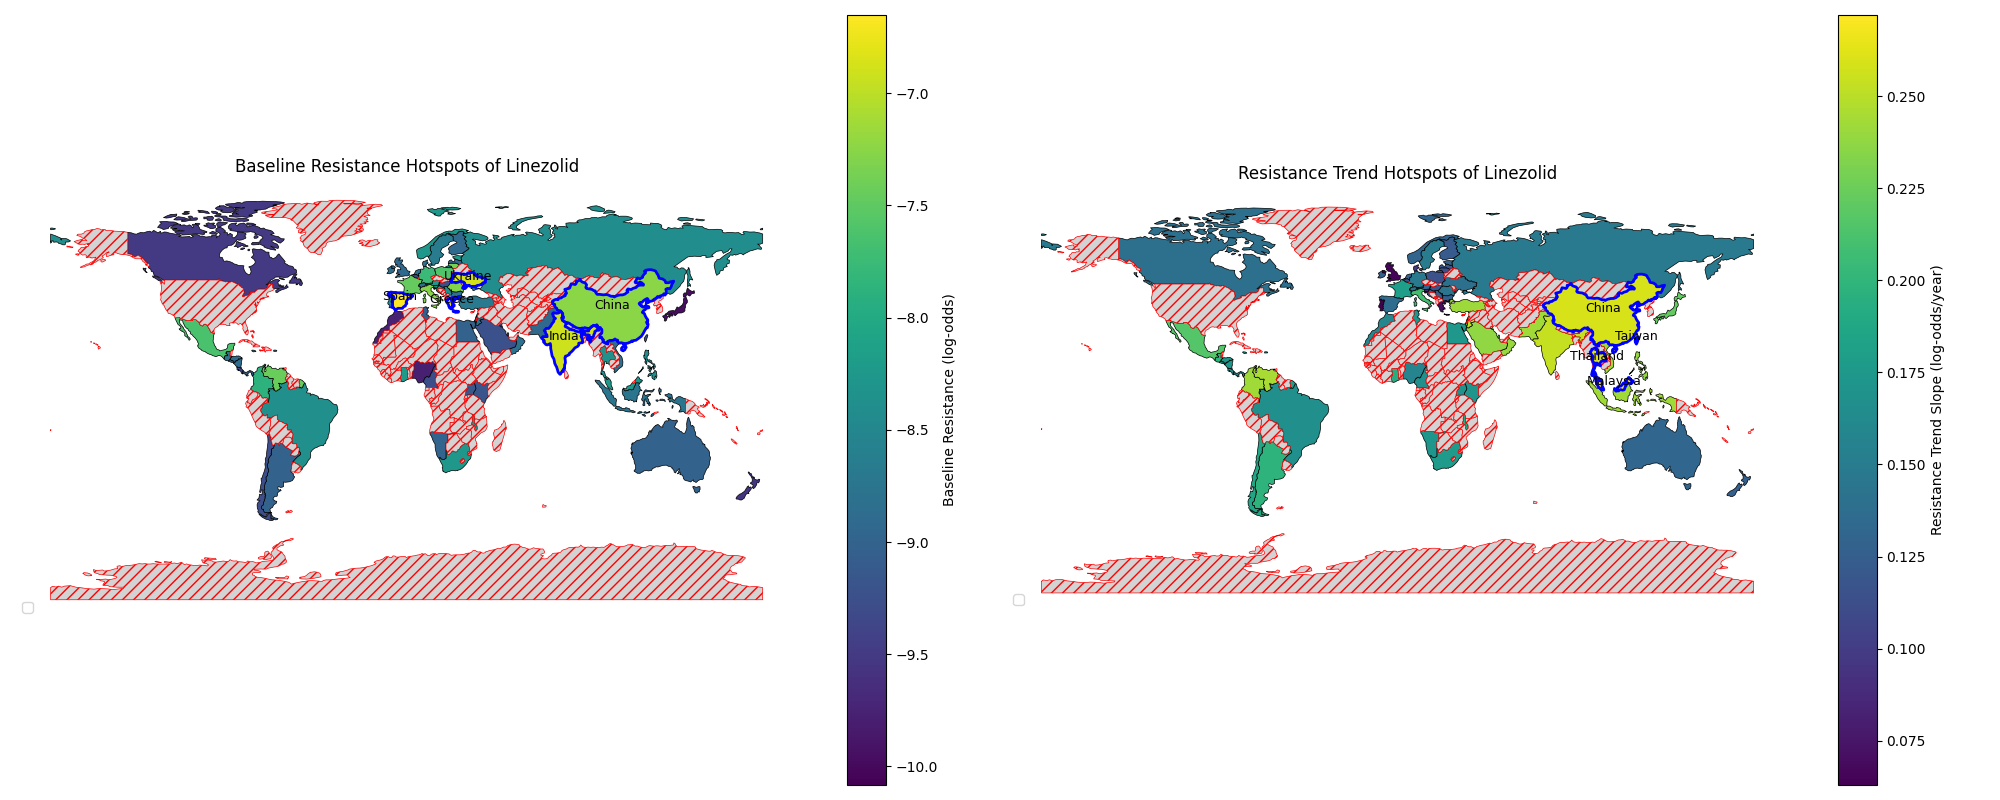 Baseline Resistance Hotspots of Linezolid
Ukraine
Spain
Greece
China
India
−7.0
−7.5
−8.0
−8.5
−9.0
−9.5
−10.0
Baseline Resistance (log-odds)
Resistance Trend Hotspots of Linezolid
China
Taiwan
Thailand
Malaysia
0.250
0.225
0.200
0.175
0.150
0.125
0.100
0.075
Resistance Trend Slope (log-odds/year)